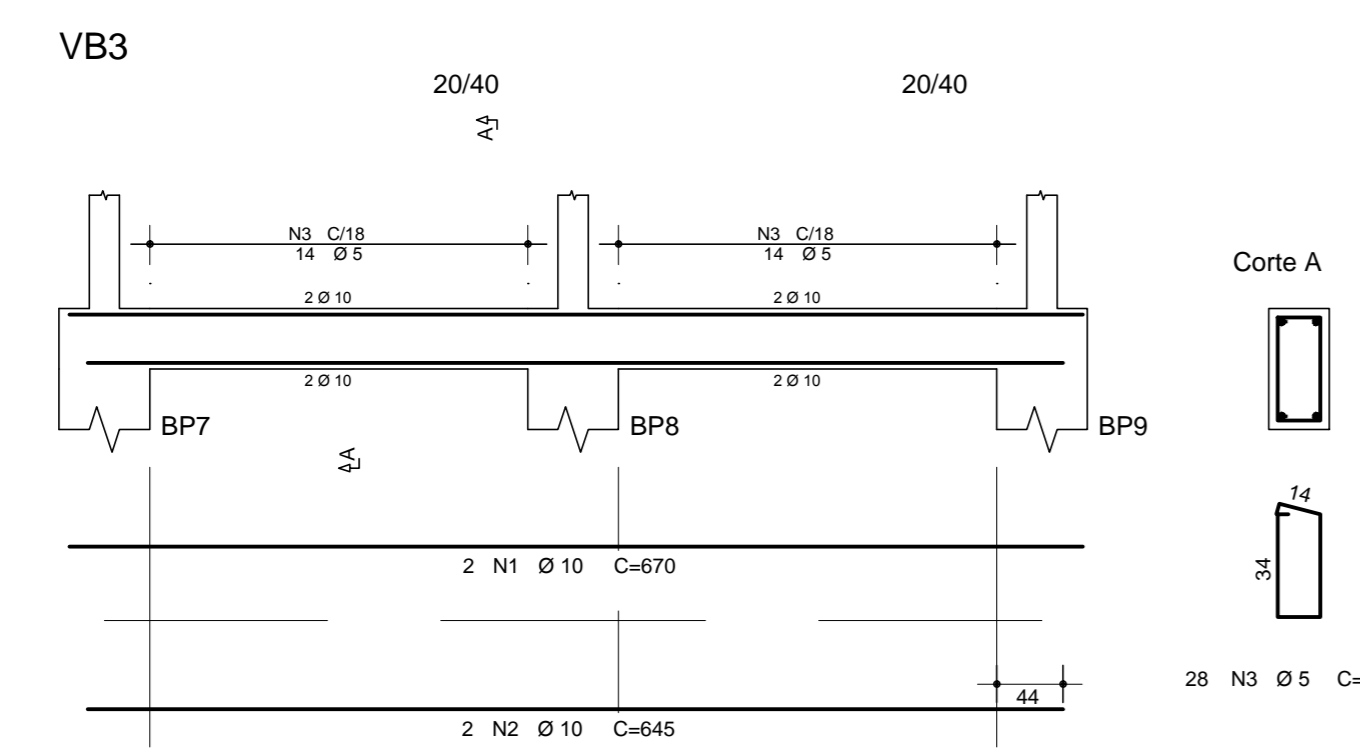 VB3
20/40 20/40
A
N3 C/18 N3 C/18
14 Ø 5 14 Ø 5
Corte A
2 Ø 10 2 Ø 10
2 Ø 10 2 Ø 10
BP7 BP8 BP9
A
14
34
2 N1 Ø 10 C=670
28 N3 Ø 5 C=
44
2 N2 Ø 10 C=645